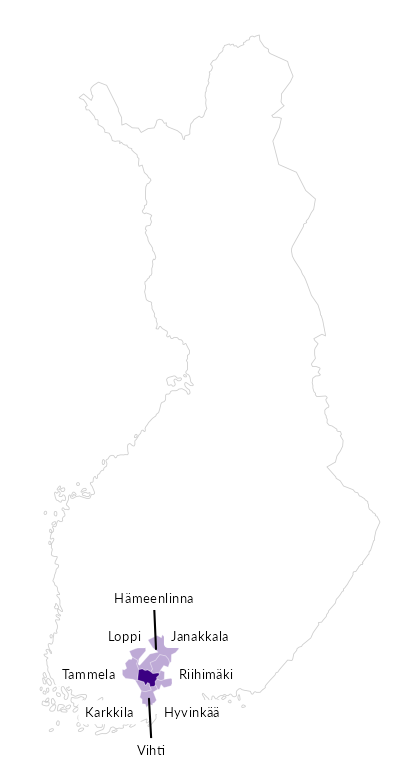 Hämeenlinna
Loppi Janakkala
Tammela Riihimäki
Karkkila Hyvinkää
Vihti